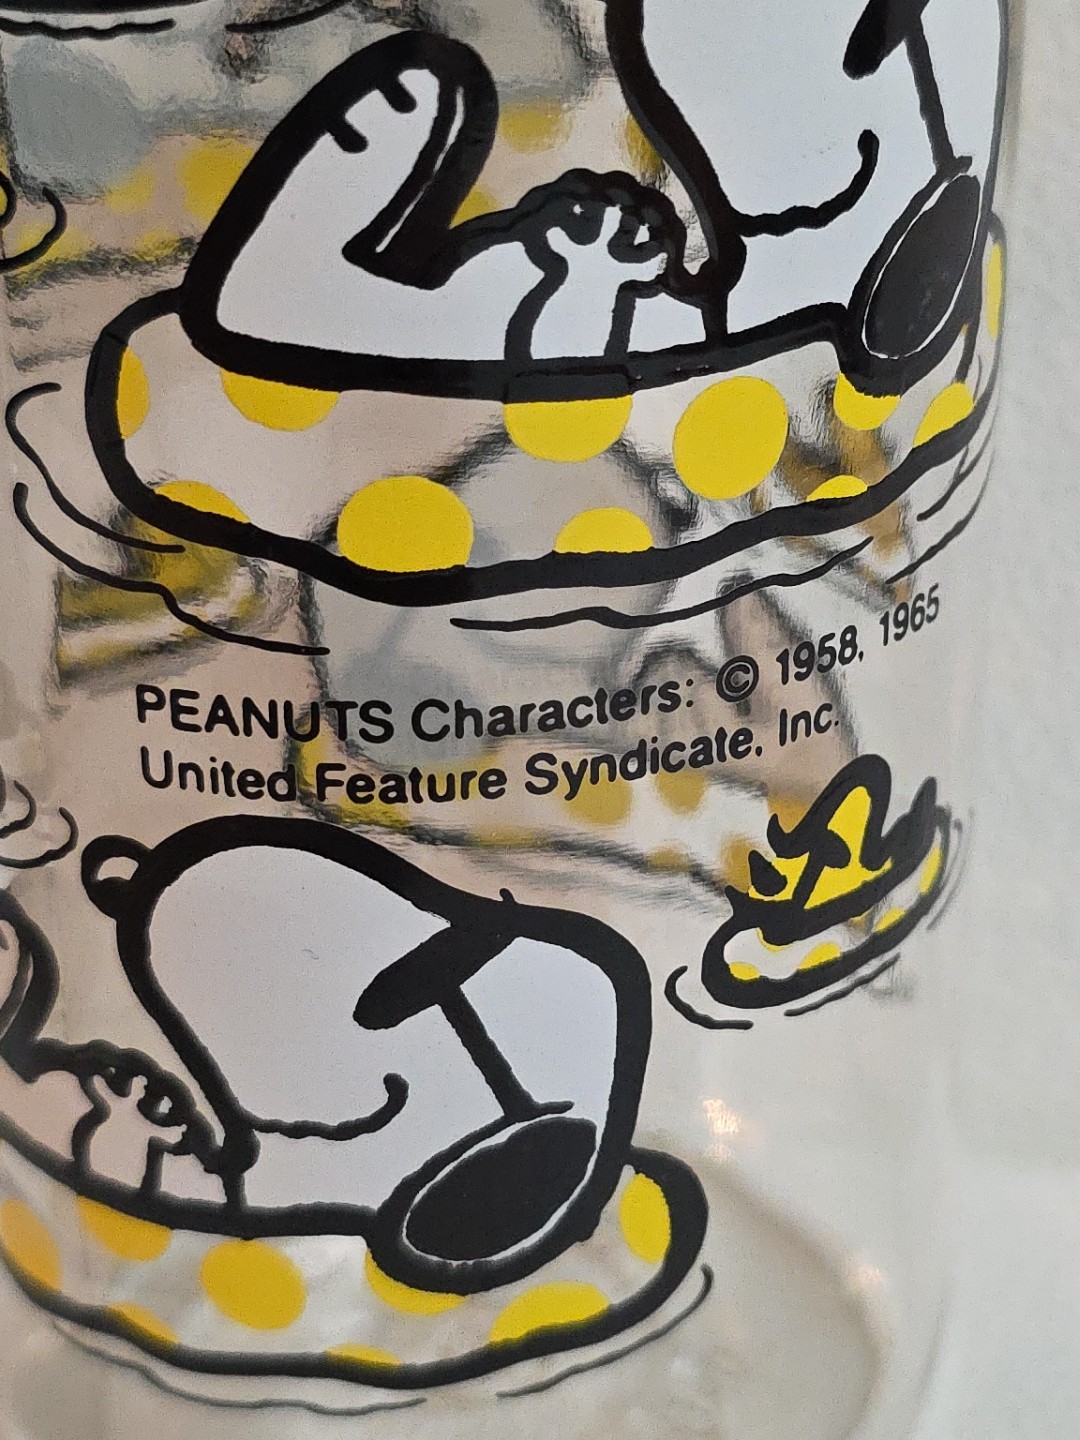 PEANUTS Characters: © 1958, 1965
United Feature Syndicate, Inc.